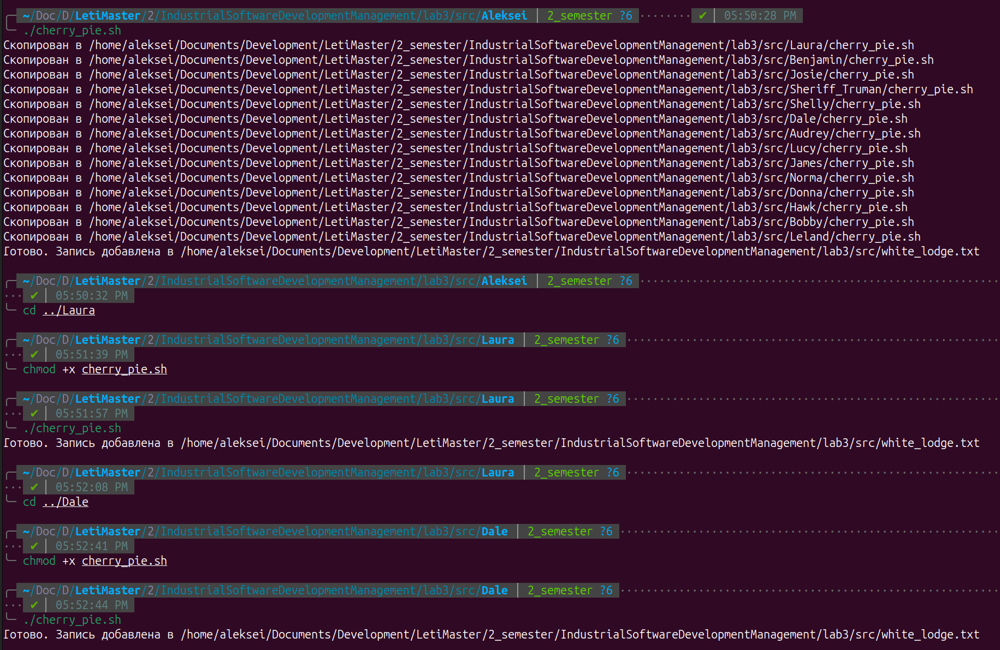 ~/Doc/D/LetiMaster/2/IndustrialSoftwareDevelopmentManagement/lab3/src/Aleksei | 2_semester ?6 ········ ✔ | 05:50:28 PM
./cherry_pie.sh
Скопирован в /home/aleksei/Documents/Development/LetiMaster/2_semester/IndustrialSoftwareDevelopmentManagement/lab3/src/Laura/cherry_pie.sh
Скопирован в /home/aleksei/Documents/Development/LetiMaster/2_semester/IndustrialSoftwareDevelopmentManagement/lab3/src/Benjamin/cherry_pie.sh
Скопирован в /home/aleksei/Documents/Development/LetiMaster/2_semester/IndustrialSoftwareDevelopmentManagement/lab3/src/Josie/cherry_pie.sh
Скопирован в /home/aleksei/Documents/Development/LetiMaster/2_semester/IndustrialSoftwareDevelopmentManagement/lab3/src/Sheriff_Truman/cherry_pie.sh
Скопирован в /home/aleksei/Documents/Development/LetiMaster/2_semester/IndustrialSoftwareDevelopmentManagement/lab3/src/Shelly/cherry_pie.sh
Скопирован в /home/aleksei/Documents/Development/LetiMaster/2_semester/IndustrialSoftwareDevelopmentManagement/lab3/src/Dale/cherry_pie.sh
Скопирован в /home/aleksei/Documents/Development/LetiMaster/2_semester/IndustrialSoftwareDevelopmentManagement/lab3/src/Audrey/cherry_pie.sh
Скопирован в /home/aleksei/Documents/Development/LetiMaster/2_semester/IndustrialSoftwareDevelopmentManagement/lab3/src/Lucy/cherry_pie.sh
Скопирован в /home/aleksei/Documents/Development/LetiMaster/2_semester/IndustrialSoftwareDevelopmentManagement/lab3/src/James/cherry_pie.sh
Скопирован в /home/aleksei/Documents/Development/LetiMaster/2_semester/IndustrialSoftwareDevelopmentManagement/lab3/src/Norma/cherry_pie.sh
Скопирован в /home/aleksei/Documents/Development/LetiMaster/2_semester/IndustrialSoftwareDevelopmentManagement/lab3/src/Donna/cherry_pie.sh
Скопирован в /home/aleksei/Documents/Development/LetiMaster/2_semester/IndustrialSoftwareDevelopmentManagement/lab3/src/Hawk/cherry_pie.sh
Скопирован в /home/aleksei/Documents/Development/LetiMaster/2_semester/IndustrialSoftwareDevelopmentManagement/lab3/src/Bobby/cherry_pie.sh
Скопирован в /home/aleksei/Documents/Development/LetiMaster/2_semester/IndustrialSoftwareDevelopmentManagement/lab3/src/Leland/cherry_pie.sh
Готово. Запись добавлена в /home/aleksei/Documents/Development/LetiMaster/2_semester/IndustrialSoftwareDevelopmentManagement/lab3/src/white_lodge.txt
~/Doc/D/LetiMaster/2/IndustrialSoftwareDevelopmentManagement/lab3/src/Aleksei | 2_semester ?6
✔ | 05:50:32 PM
cd ../Laura
~/Doc/D/LetiMaster/2/IndustrialSoftwareDevelopmentManagement/lab3/src/Laura | 2_semester ?6
✔ | 05:51:39 PM
chmod +x cherry_pie.sh
~/Doc/D/LetiMaster/2/IndustrialSoftwareDevelopmentManagement/lab3/src/Laura | 2_semester ?6
✔ | 05:51:57 PM
./cherry_pie.sh
Готово. Запись добавлена в /home/aleksei/Documents/Development/LetiMaster/2_semester/IndustrialSoftwareDevelopmentManagement/lab3/src/white_lodge.txt
~/Doc/D/LetiMaster/2/IndustrialSoftwareDevelopmentManagement/lab3/src/Laura | 2_semester ?6
✔ | 05:52:08 PM
cd ../Dale
~/Doc/D/LetiMaster/2/IndustrialSoftwareDevelopmentManagement/lab3/src/Dale | 2_semester ?6
✔ | 05:52:41 PM
chmod +x cherry_pie.sh
~/Doc/D/LetiMaster/2/IndustrialSoftwareDevelopmentManagement/lab3/src/Dale | 2_semester ?6
✔ | 05:52:44 PM
./cherry_pie.sh
Готово. Запись добавлена в /home/aleksei/Documents/Development/LetiMaster/2_semester/IndustrialSoftwareDevelopmentManagement/lab3/src/white_lodge.txt